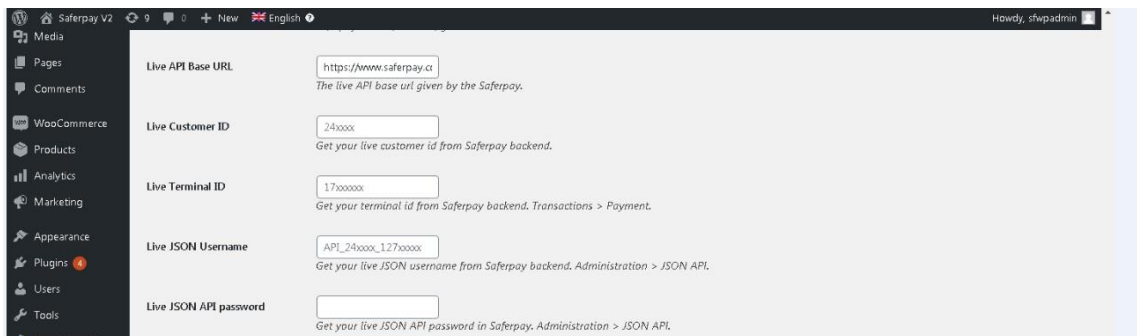 Saferpay V2 9 0 + New English Howdy, sfwpadmin
Media
Pages
Comments
WooCommerce
Products
Analytics
Marketing
Appearance
Plugins 4
Users
Tools
Live API Base URL
https://www.saferpay.co
The live API base url given by the Saferpay.
Live Customer ID
24xxxx
Get your live customer id from Saferpay backend.
Live Terminal ID
17xxxxxx
Get your terminal id from Saferpay backend. Transactions > Payment.
Live JSON Username
API_24xxxx_127xxxxx
Get your live JSON username from Saferpay backend. Administration > JSON API.
Live JSON API password
Get your live JSON API password in Saferpay. Administration > JSON API.